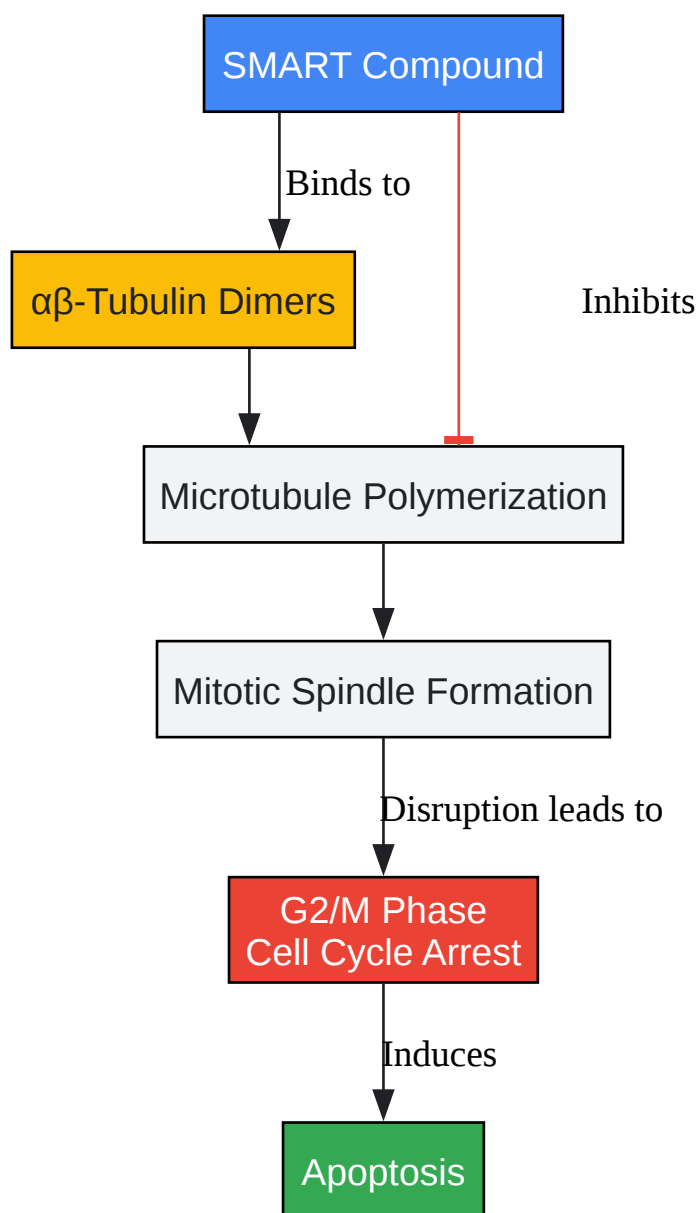 SMART Compound
Binds to
αβ-Tubulin Dimers
Inhibits
Microtubule Polymerization
Mitotic Spindle Formation
Disruption leads to
G2/M Phase
Cell Cycle Arrest
Induces
Apoptosis